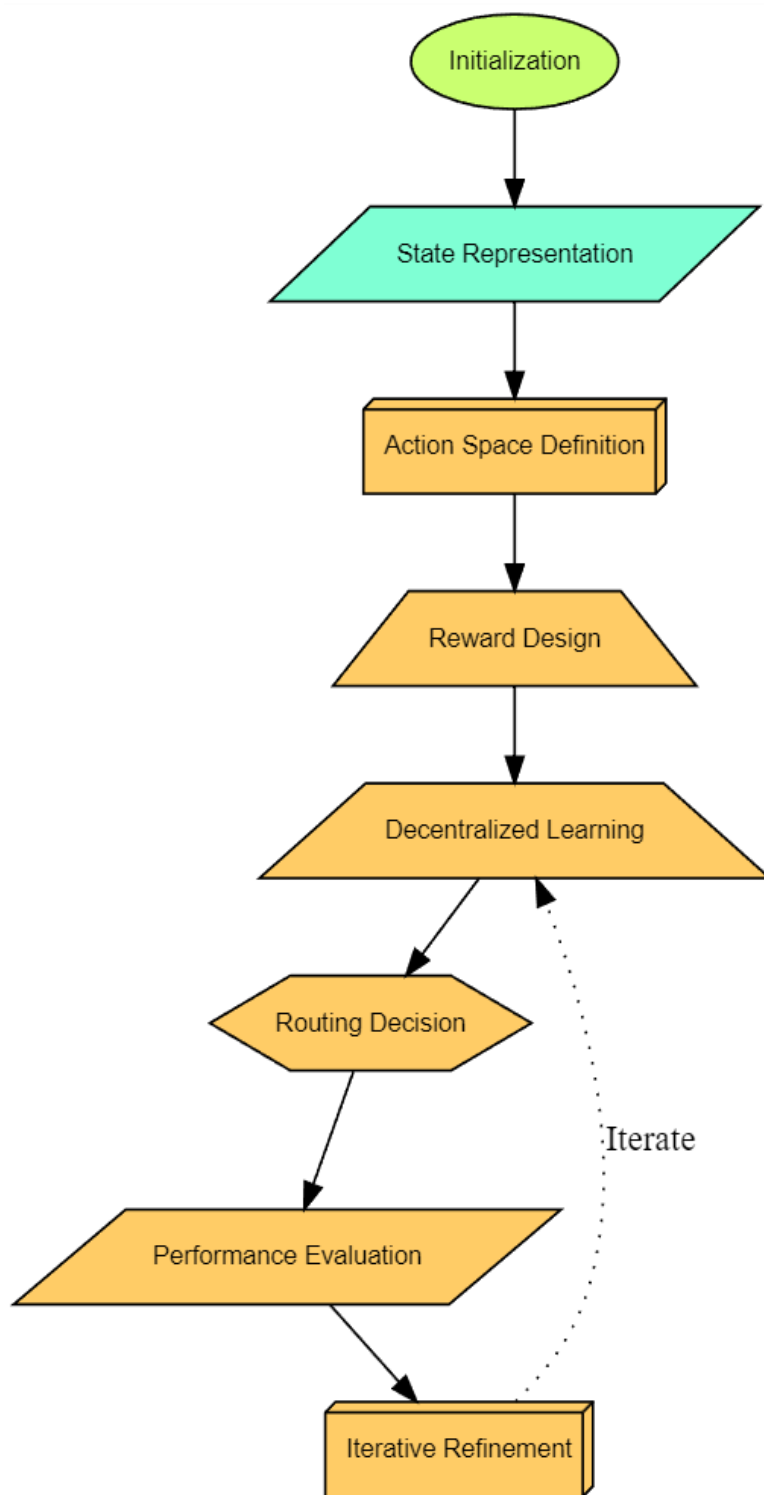 Initialization
State Representation
Action Space Definition
Reward Design
Decentralized Learning
Routing Decision
Iterate
Performance Evaluation
Iterative Refinement